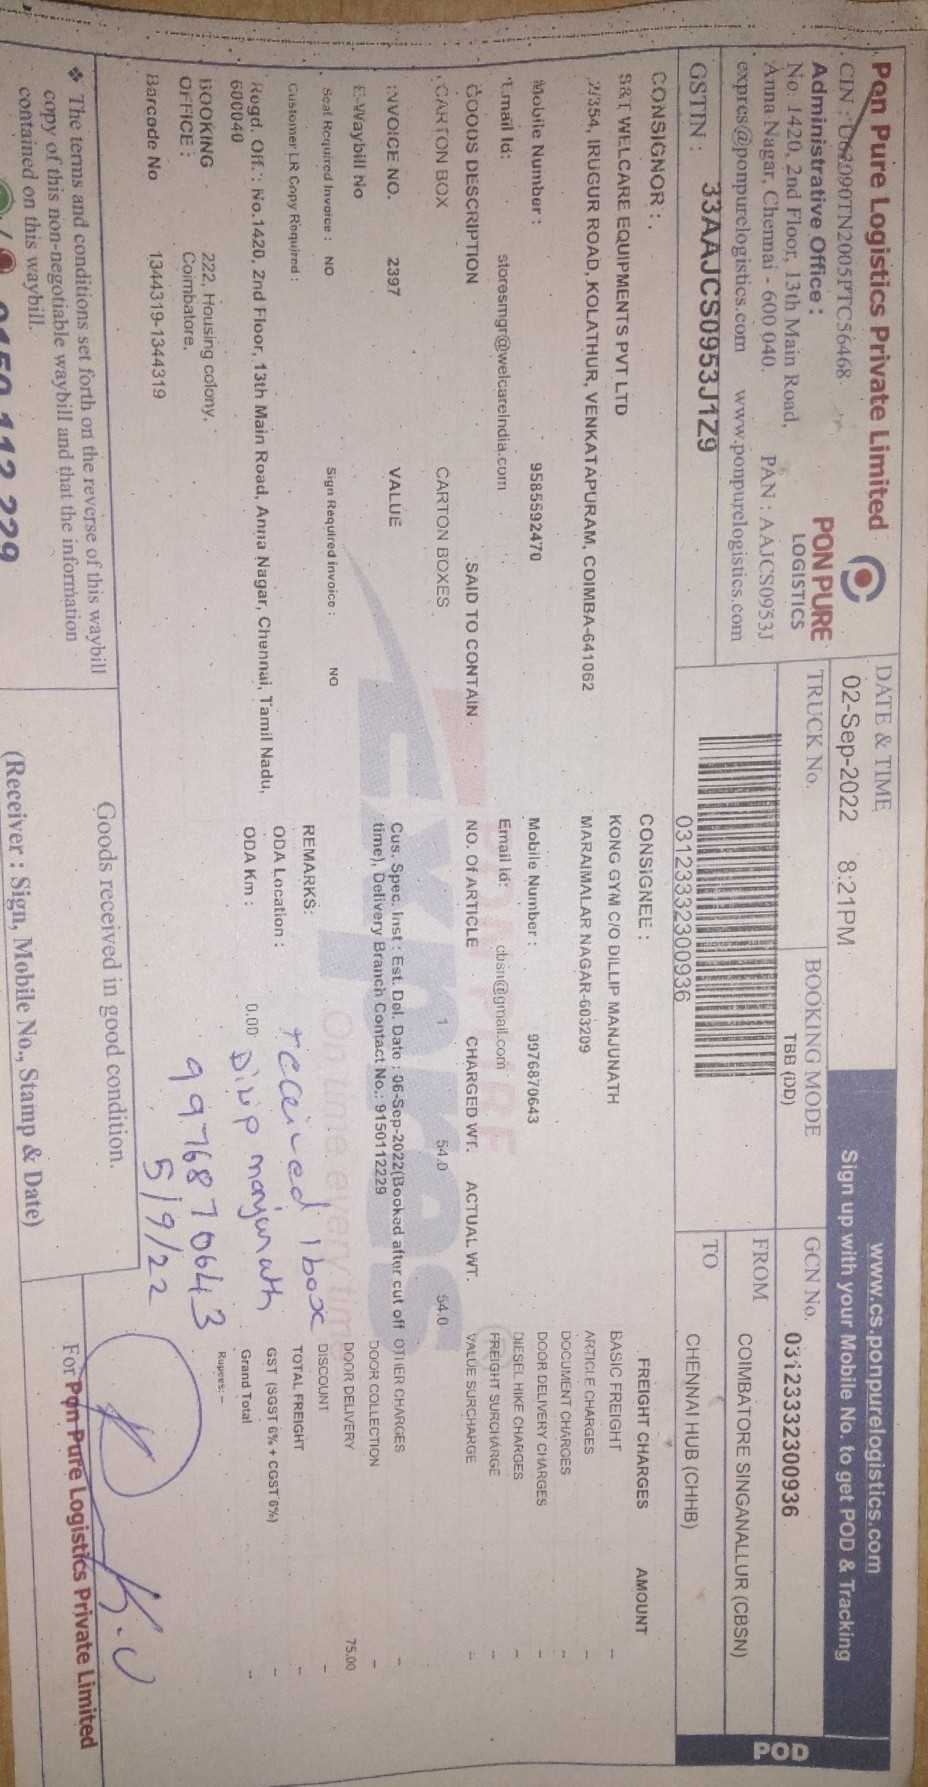 Pon Pure Logistics Private Limited
CIN : U63090TN2005PTC56468
Administrative Office :
No. 1420, 2nd Floor, 13th Main Road,
Anna Nagar, Chennai - 600 040. PAN : AAJCS0953J
expres@ponpurelogistics.com www.ponpurelogistics.com
PON PURE
LOGISTICS
GSTTN : 33AAJCS0953J1Z9
DATE & TIME
02-Sep-2022 8:21PM
TRUCK No.
BOOKING MODE
TBB (DD)
03123332300936
www.cs.ponpurelogistics.com
Sign up with your Mobile No. to get POD & Tracking
GCN No. 03123332300936
FROM COIMBATORE SINGANALLUR (CBSN)
TO CHENNAI HUB (CHHB)
POD
CONSIGNOR :
S&T WELCARE EQUIPMENTS PVT LTD
2/354, IRUGUR ROAD, KOLATHUR, VENKATAPURAM, COIMBA-641062
Mobile Number : 9585592470
Email Id: storesmgr@welcareindia.com
CONSIGNEE :
KONG GYM C/O DILLIP MANJUNATH
MARAIMALAR NAGAR-603209
Mobile Number : 9976870643
Email Id: cbsn@gmail.com
GOODS DESCRIPTION SAID TO CONTAIN NO. Of ARTICLE CHARGED WT. ACTUAL WT.
CARTON BOX CARTON BOXES 1 54.0 54.0
INVOICE NO. 2397 VALUE
E-Waybill No
Seal Required Invoice : NO Sign Required Invoice : NO
Customer LR Copy Required :
Regd. Off.: No.1420, 2nd Floor, 13th Main Road, Anna Nagar, Chennai, Tamil Nadu,
600040
BOOKING
OFFICE : 222, Housing colony,
Coimbatore.
Barcode No 1344319-1344319
Cus. Spec. Inst : Est. Del. Date : 06-Sep-2022(Booked after cut off
time), Delivery Branch Contact No.: 9150112229
REMARKS:
ODA Location :
ODA Km : 0.00
received 1 box
Dilip manjunath
9976870643
5/9/22
FREIGHT CHARGES AMOUNT
BASIC FREIGHT --
ARTICLE CHARGES --
DOCUMENT CHARGES --
DOOR DELIVERY CHARGES --
DIESEL HIKE CHARGES --
FREIGHT SURCHARGE --
VALUE SURCHARGE --
OTHER CHARGES --
DOOR COLLECTION --
DOOR DELIVERY 75.00
DISCOUNT --
TOTAL FREIGHT --
GST (SGST 6% + CGST 6%) --
Grand Total --
Rupees: --
❖ The terms and conditions set forth on the reverse of this waybill
copy of this non-negotiable waybill and that the information
contained on this waybill.
9150 112 229
Goods received in good condition.
(Receiver : Sign, Mobile No., Stamp & Date)
For Pon Pure Logistics Private Limited